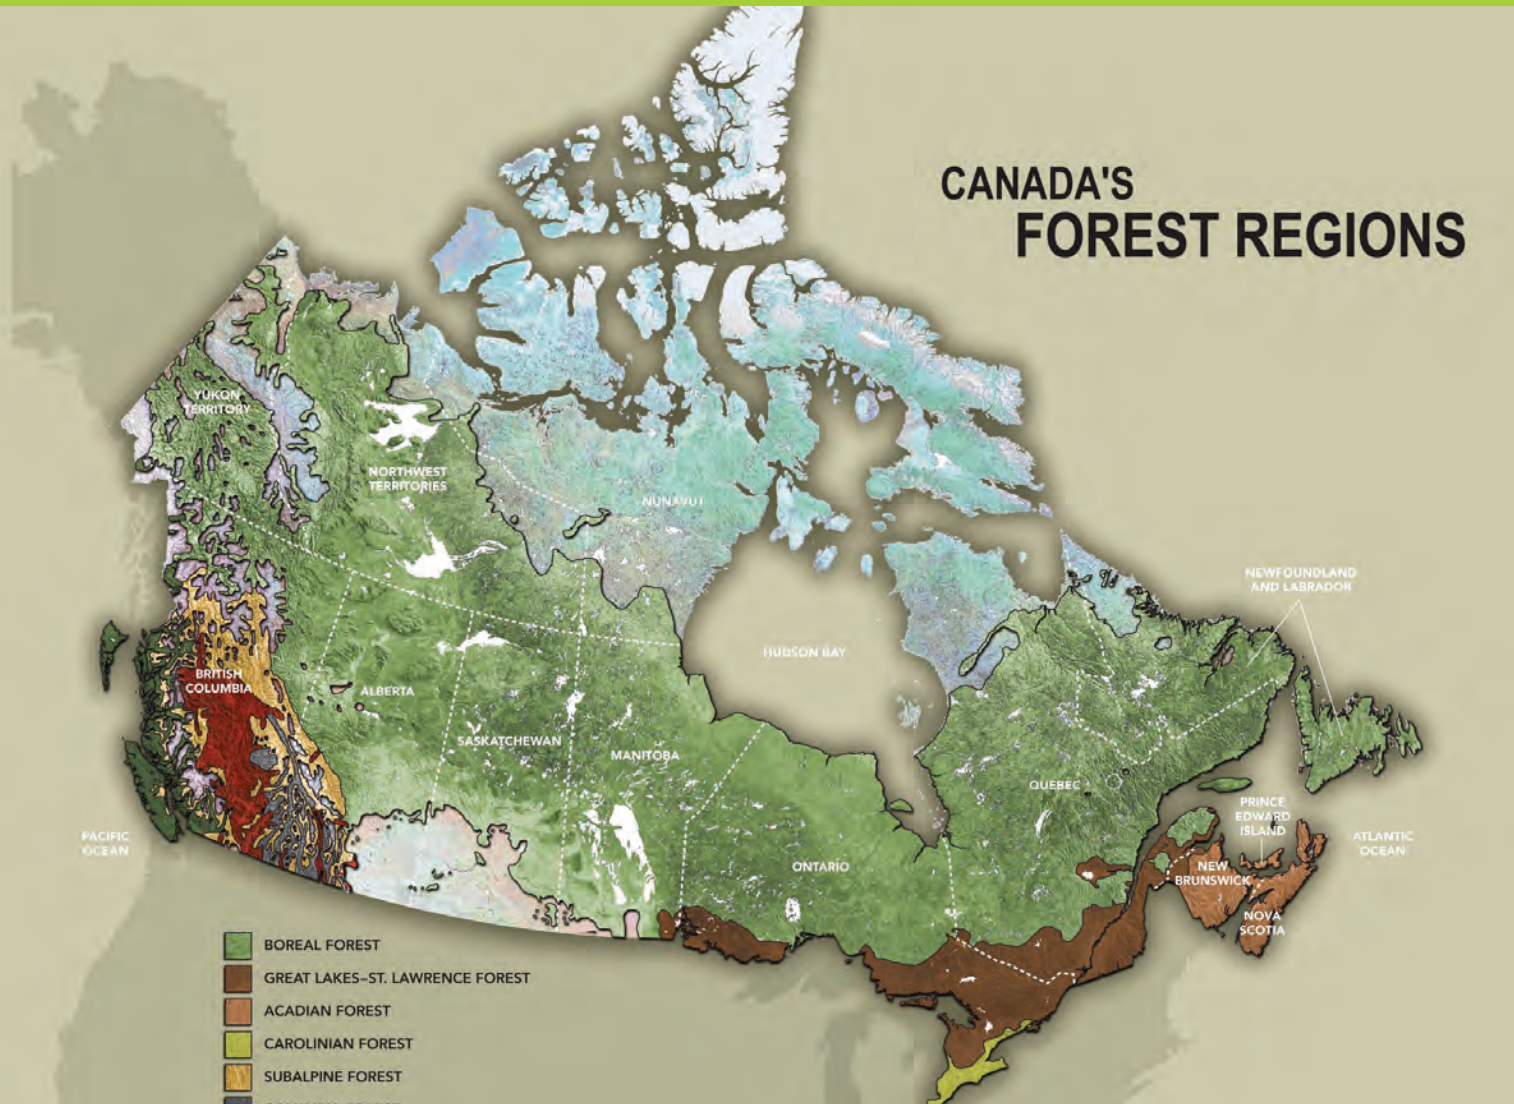 CANADA'S
FOREST REGIONS
YUKON
TERRITORY
NORTHWEST
TERRITORIES
NUNAVUT
NEWFOUNDLAND
AND LABRADOR
HUDSON BAY
BRITISH
COLUMBIA
ALBERTA
SASKATCHEWAN
MANITOBA
QUEBEC
PRINCE
EDWARD
ISLAND
PACIFIC
OCEAN
ATLANTIC
OCEAN
ONTARIO
NEW
BRUNSWICK
NOVA
SCOTIA
BOREAL FOREST
GREAT LAKES–ST. LAWRENCE FOREST
ACADIAN FOREST
CAROLINIAN FOREST
SUBALPINE FOREST